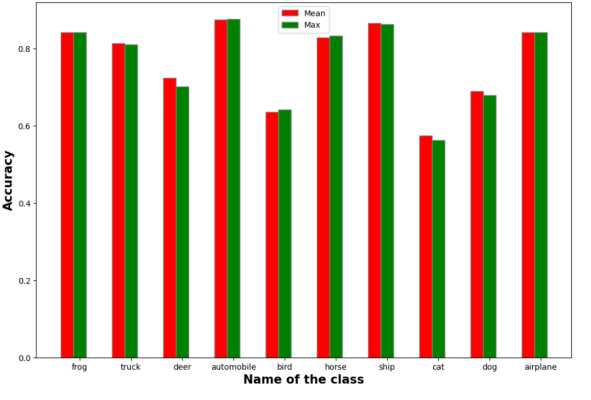 Mean
Max
0.8
0.6
0.4
0.2
0.0
Accuracy
frog truck deer automobile bird horse ship cat dog airplane
Name of the class